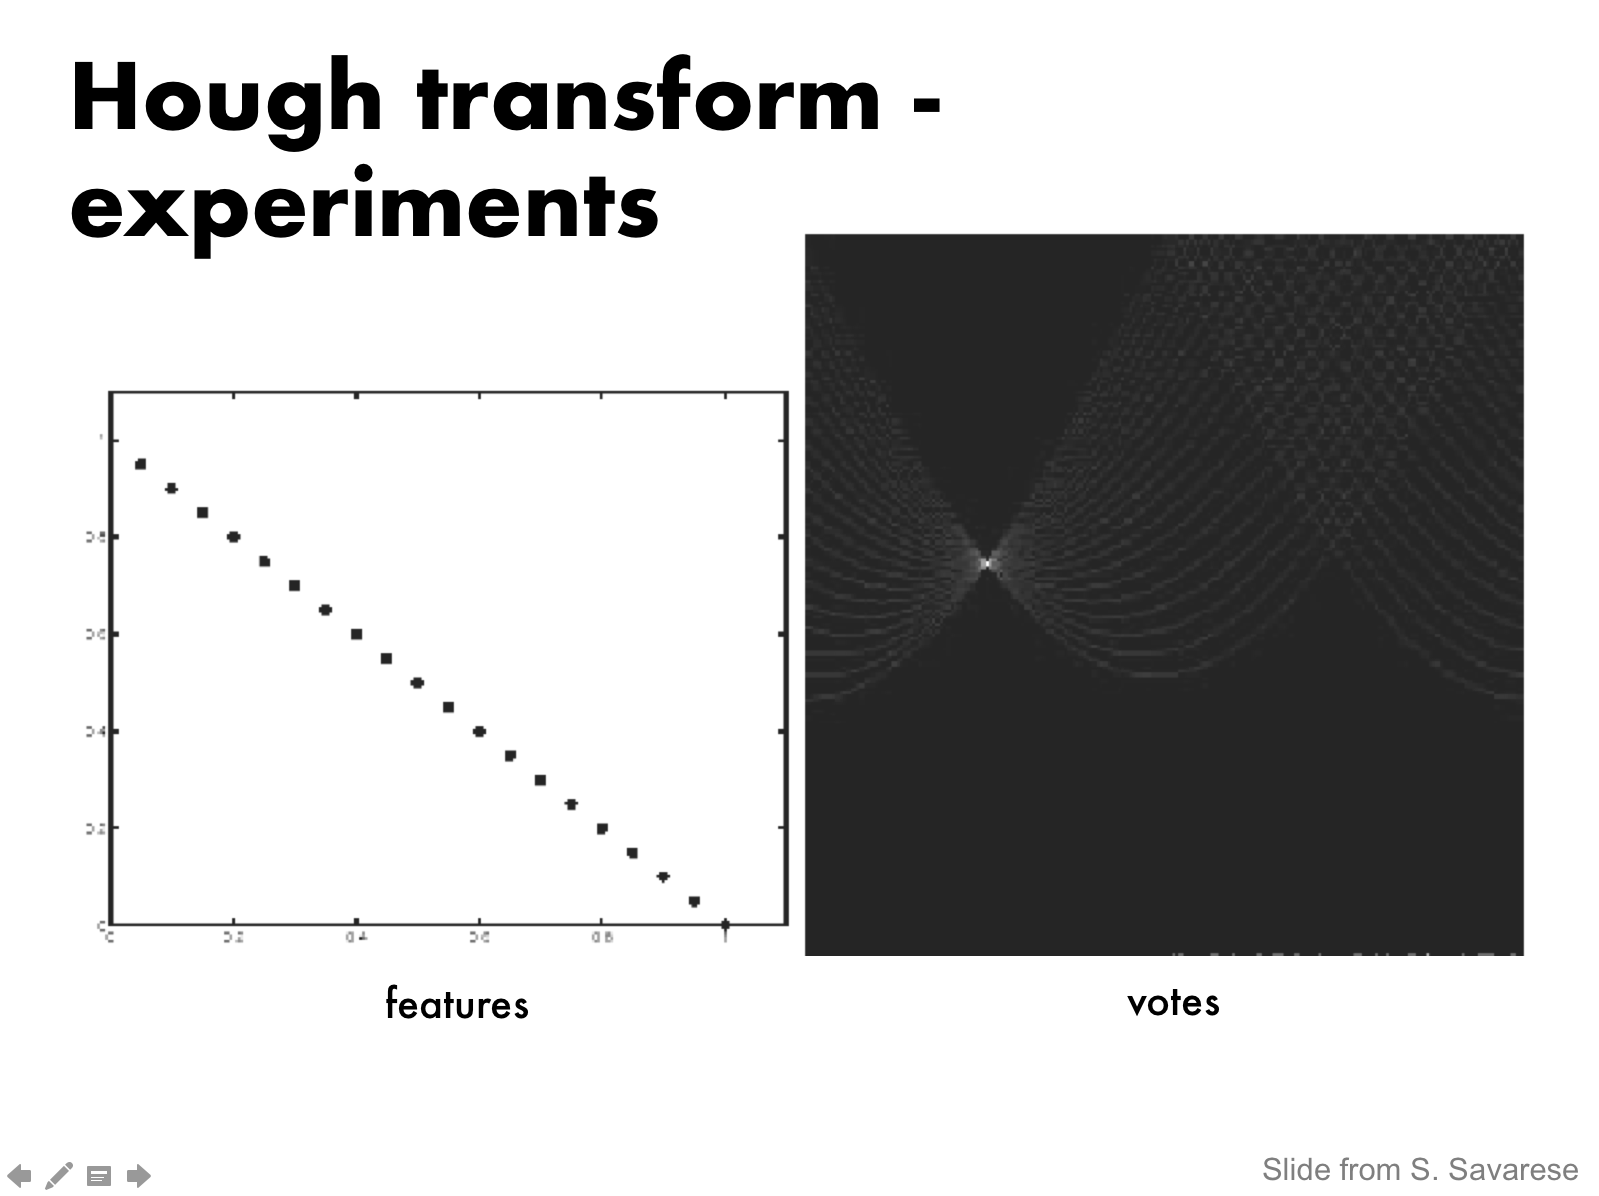 Hough transform -
experiments
features
votes
Slide from S. Savarese